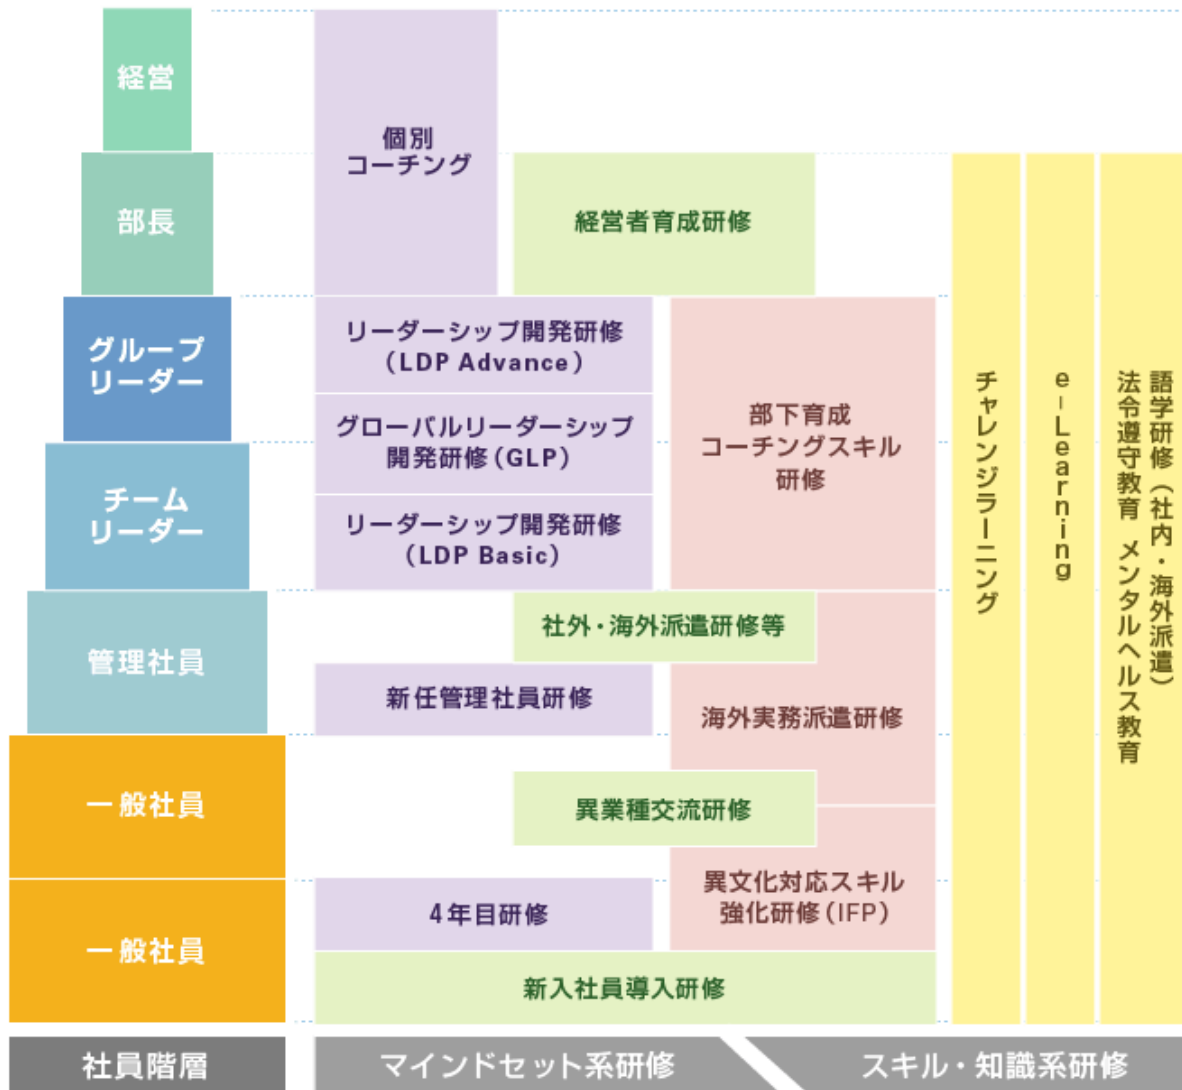 経営
部長
グループ
リーダー
チーム
リーダー
管理社員
一般社員
一般社員
社員階層
個別
コーチング
経営者育成研修
リーダーシップ開発研修
（LDP Advance）
グローバルリーダーシップ
開発研修（GLP）
リーダーシップ開発研修
（LDP Basic）
部下育成
コーチングスキル
研修
社外・海外派遣研修等
新任管理社員研修
海外実務派遣研修
異業種交流研修
異文化対応スキル
強化研修（IFP）
4年目研修
新入社員導入研修
チャレンジラーニング
e－Learning
語学研修（社内・海外派遣）
法令遵守教育 メンタルヘルス教育
マインドセット系研修
スキル・知識系研修